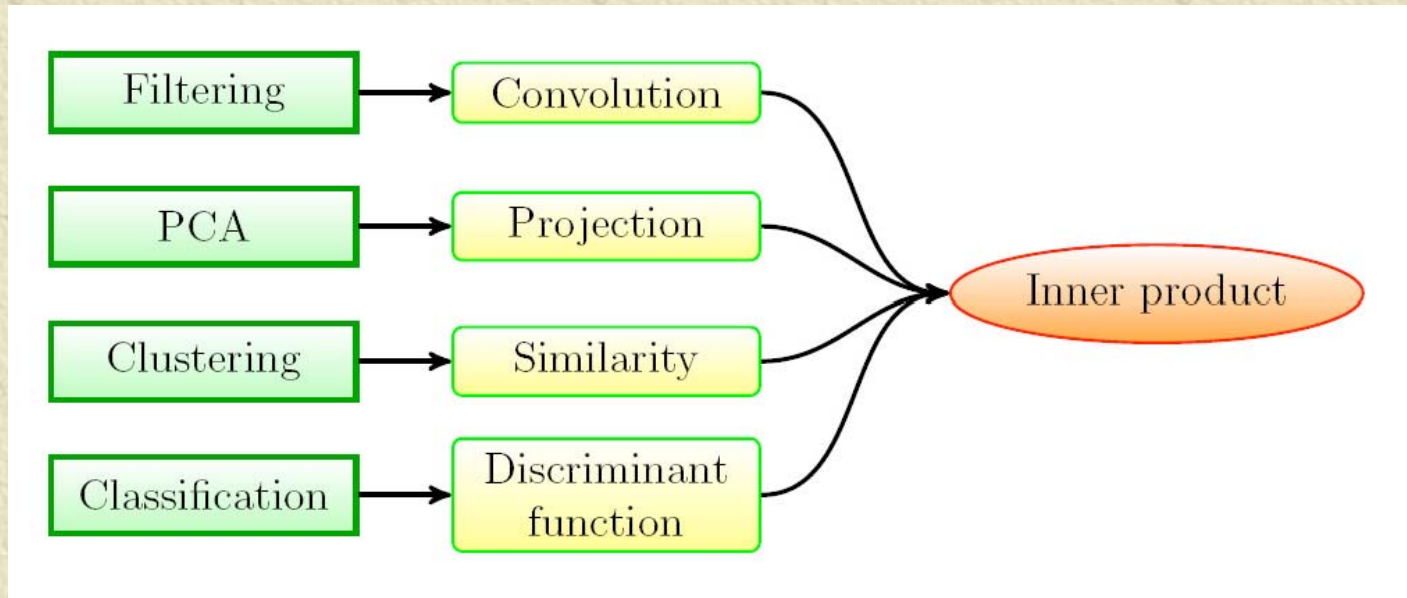 Filtering
Convolution
PCA
Projection
Inner product
Clustering
Similarity
Classification
Discriminant
function